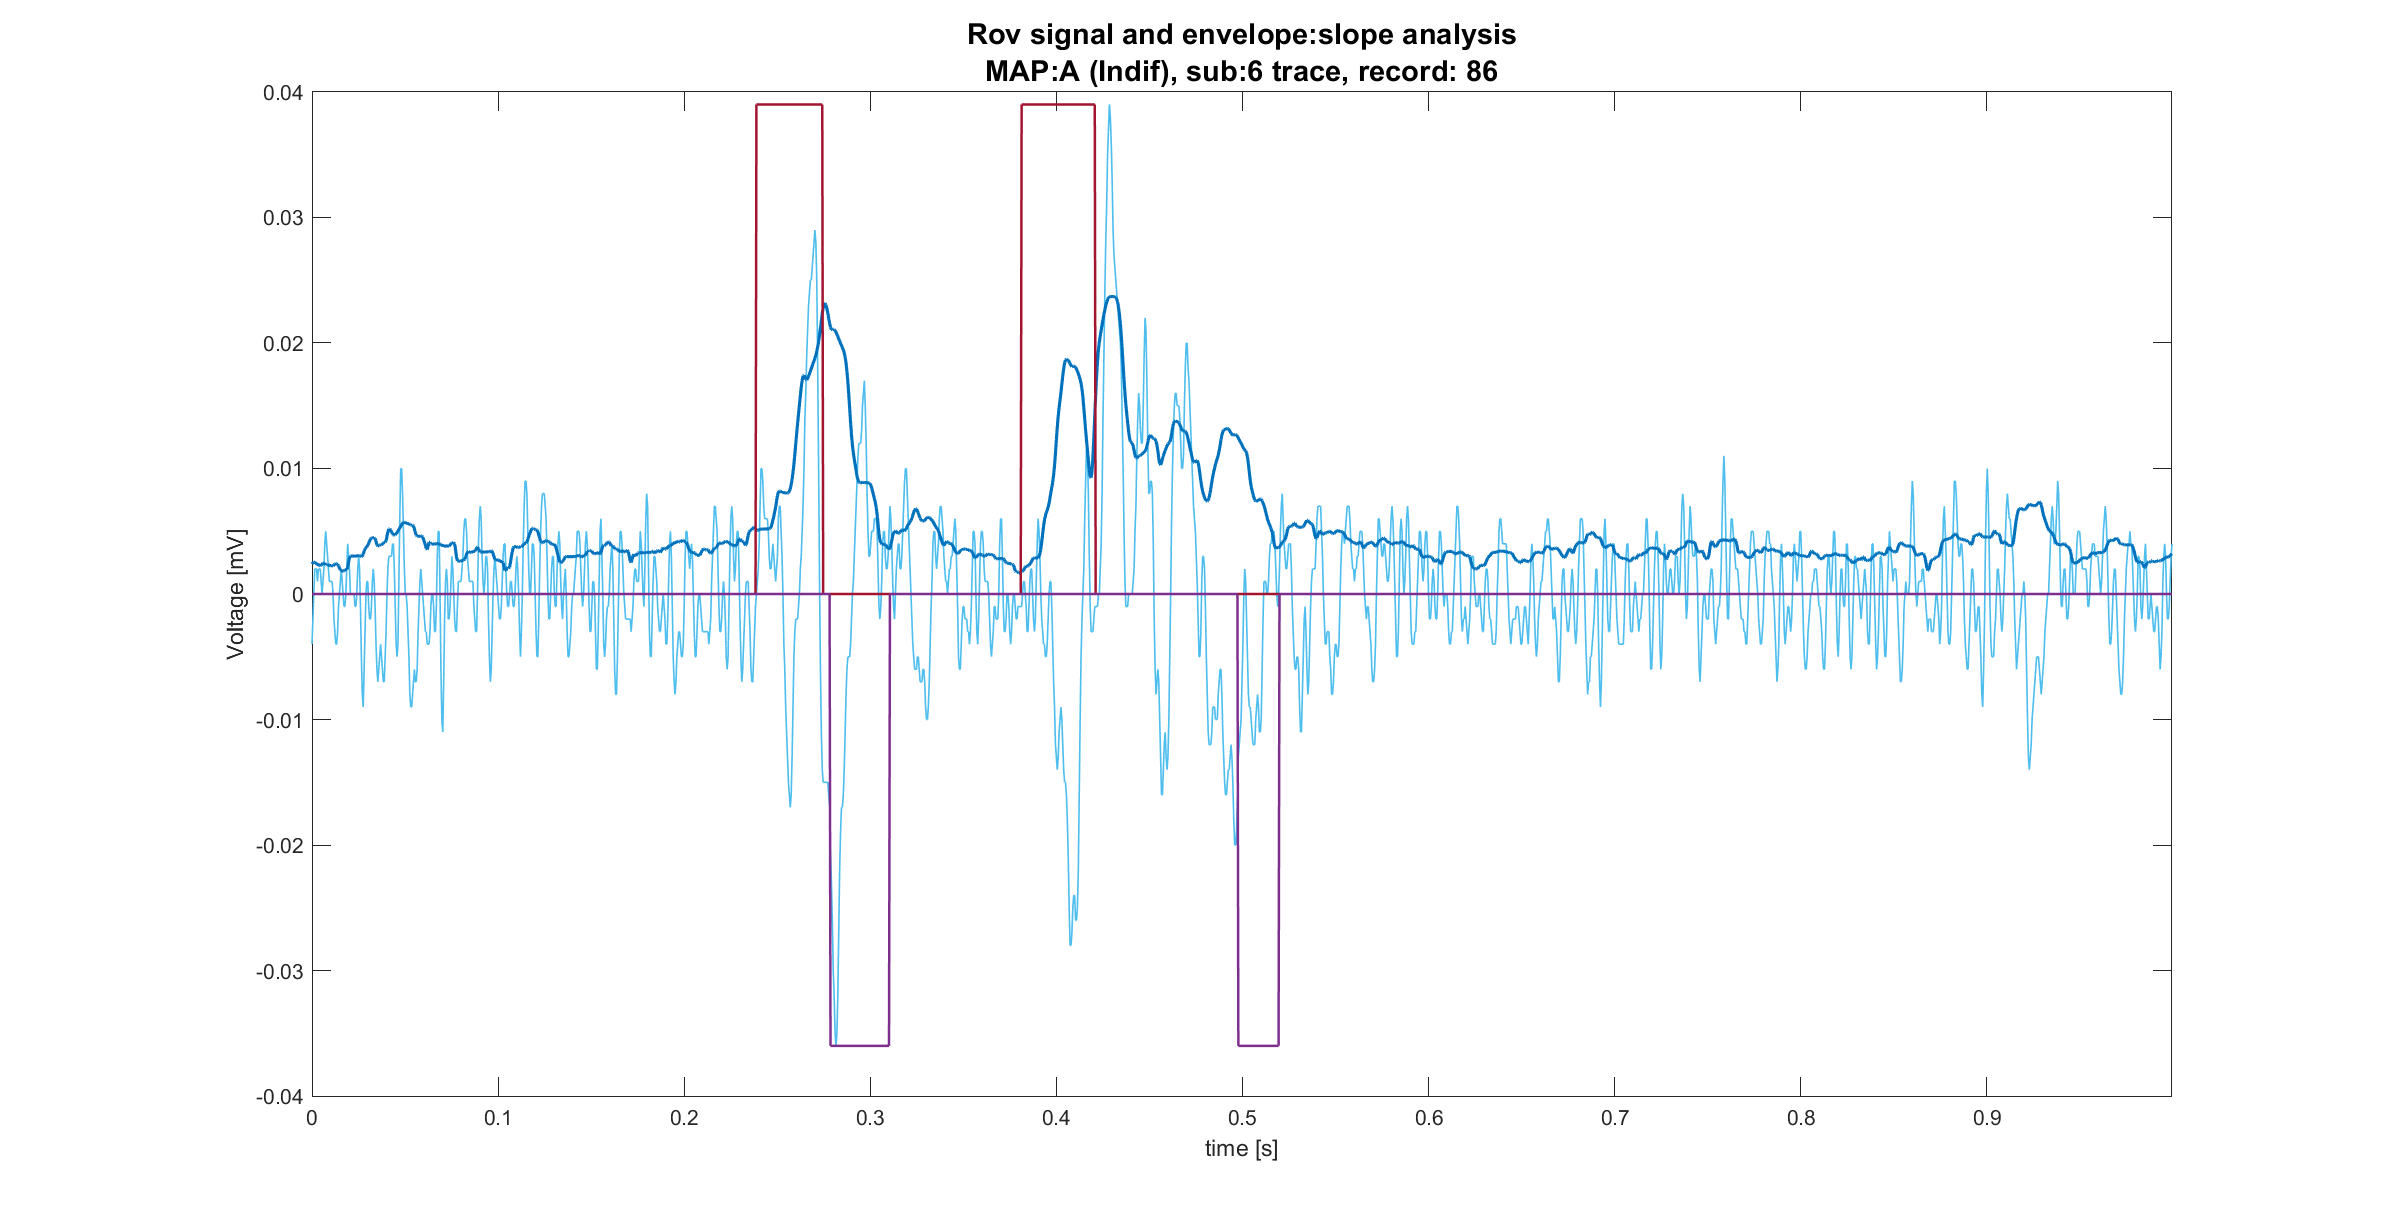 Rov signal and envelope:slope analysis
MAP:A (Indif), sub:6 trace, record: 86
0.04
0.03
0.02
0.01
0
-0.01
-0.02
-0.03
-0.04
Voltage [mV]
0 0.1 0.2 0.3 0.4 0.5 0.6 0.7 0.8 0.9
time [s]